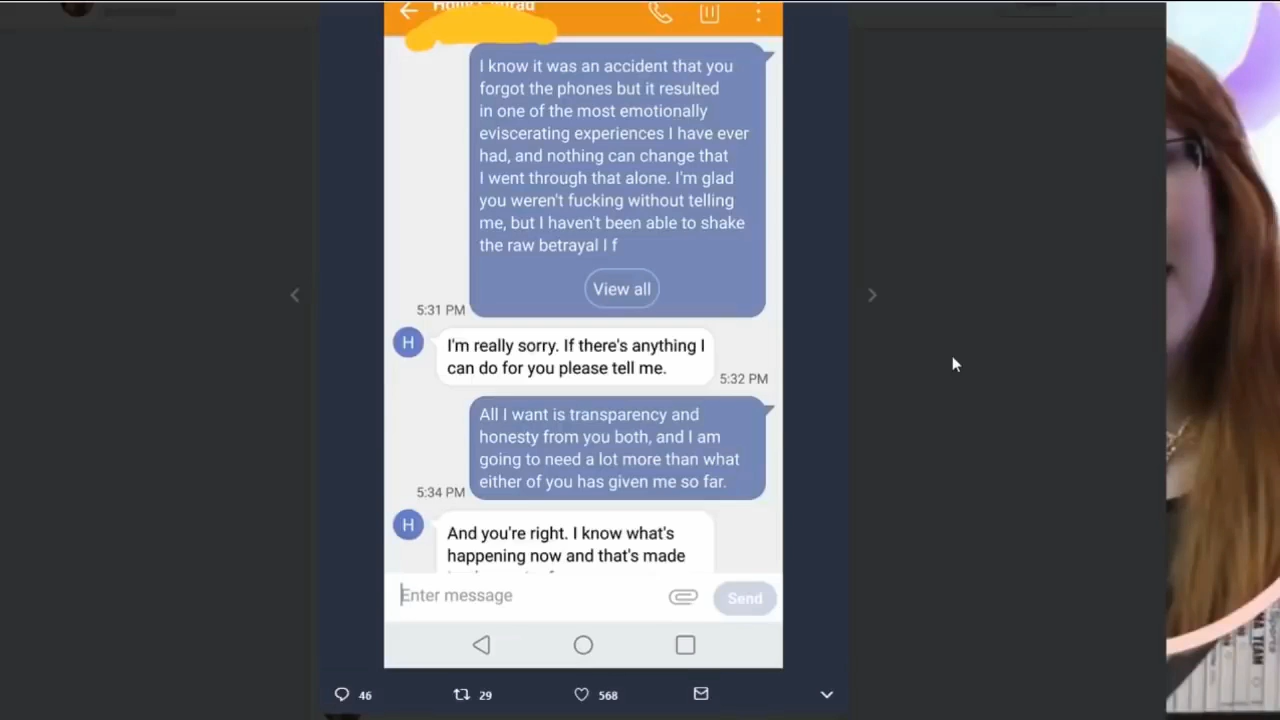 I know it was an accident that you
forgot the phones but it resulted
in one of the most emotionally
eviscerating experiences I have ever
had, and nothing can change that
I went through that alone. I'm glad
you weren't fucking without telling
me, but I haven't been able to shake
the raw betrayal I f
View all
5:31 PM
H
I'm really sorry. If there's anything I
can do for you please tell me.
5:32 PM
All I want is transparency and
honesty from you both, and I am
going to need a lot more than what
either of you has given me so far.
5:34 PM
H
And you're right. I know what's
happening now and that's made
Enter message
Send
46
29
568
TEAM